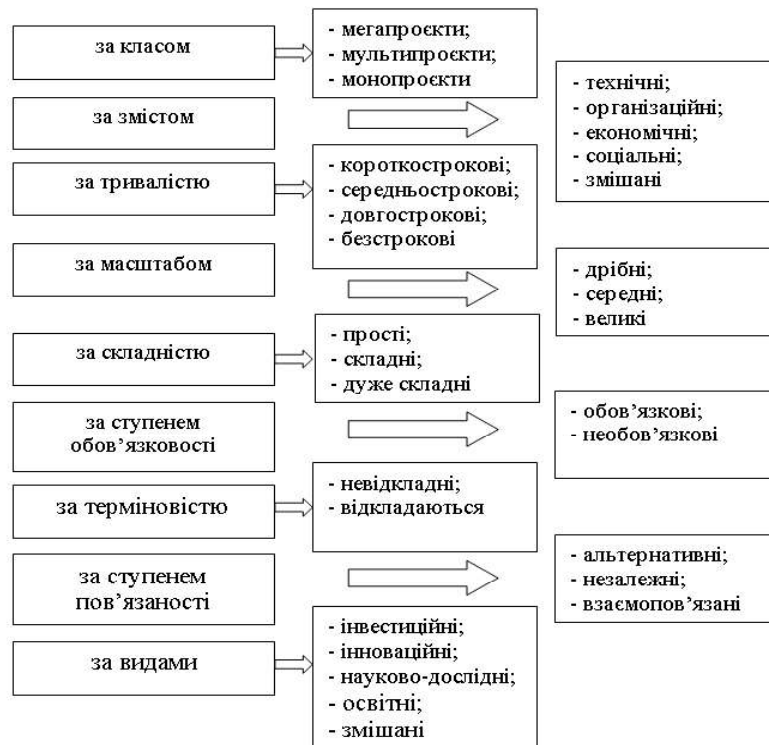 за класом
- мегапроєкти;
- мультипроєкти;
- монопроєкти
за змістом
- технічні;
- організаційні;
- економічні;
- соціальні;
- змішані
за тривалістю
- короткострокові;
- середньострокові;
- довгострокові;
- безстрокові
за масштабом
- дрібні;
- середні;
- великі
за складністю
- прості;
- складні;
- дуже складні
за ступенем
обов’язковості
- обов’язкові;
- необов’язкові
за терміновістю
- невідкладні;
- відкладаються
за ступенем
пов’язаності
- альтернативні;
- незалежні;
- взаємопов’язані
за видами
- інвестиційні;
- інноваційні;
- науково-дослідні;
- освітні;
- змішані